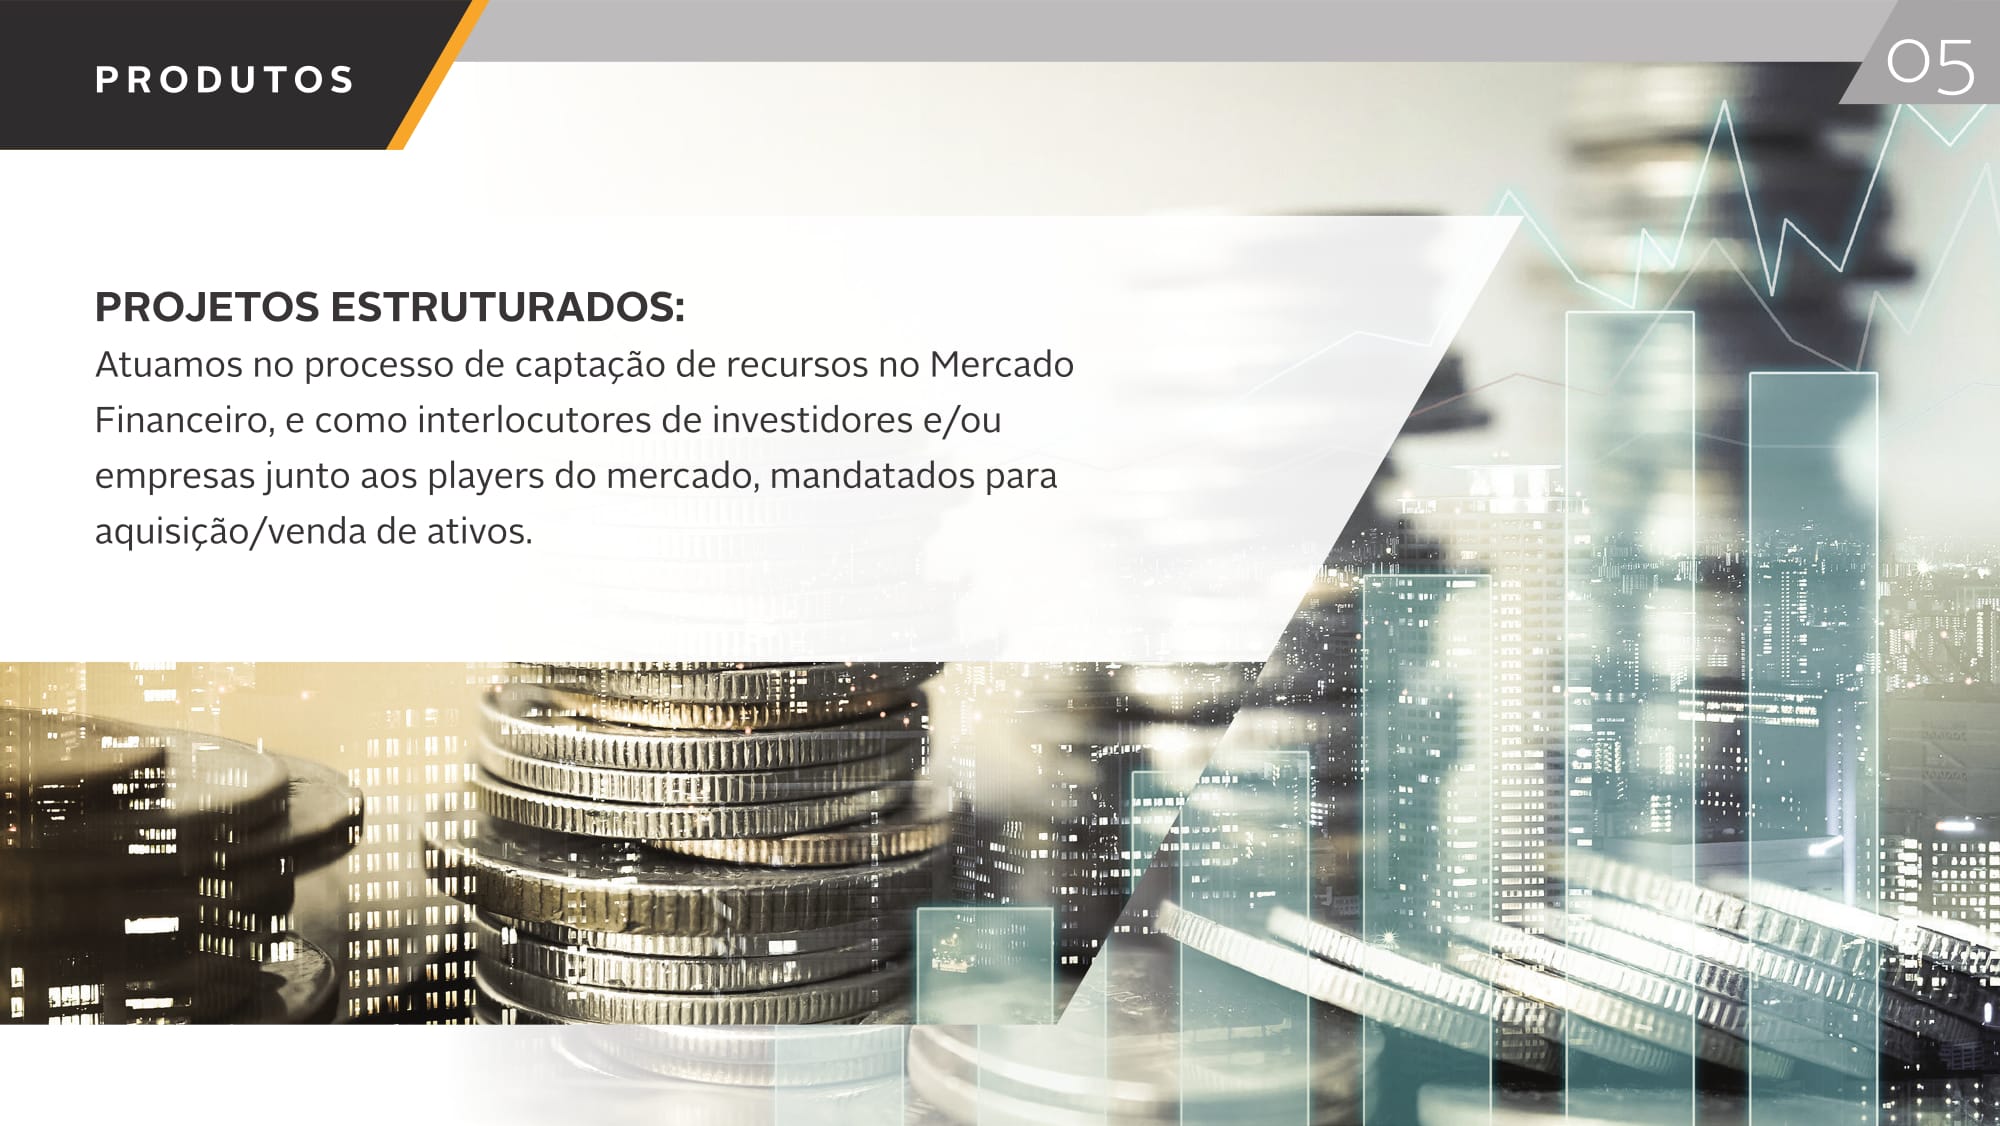 PRODUTOS
05
PROJETOS ESTRUTURADOS:
Atuamos no processo de captação de recursos no Mercado
Financeiro, e como interlocutores de investidores e/ou
empresas junto aos players do mercado, mandatados para
aquisição/venda de ativos.